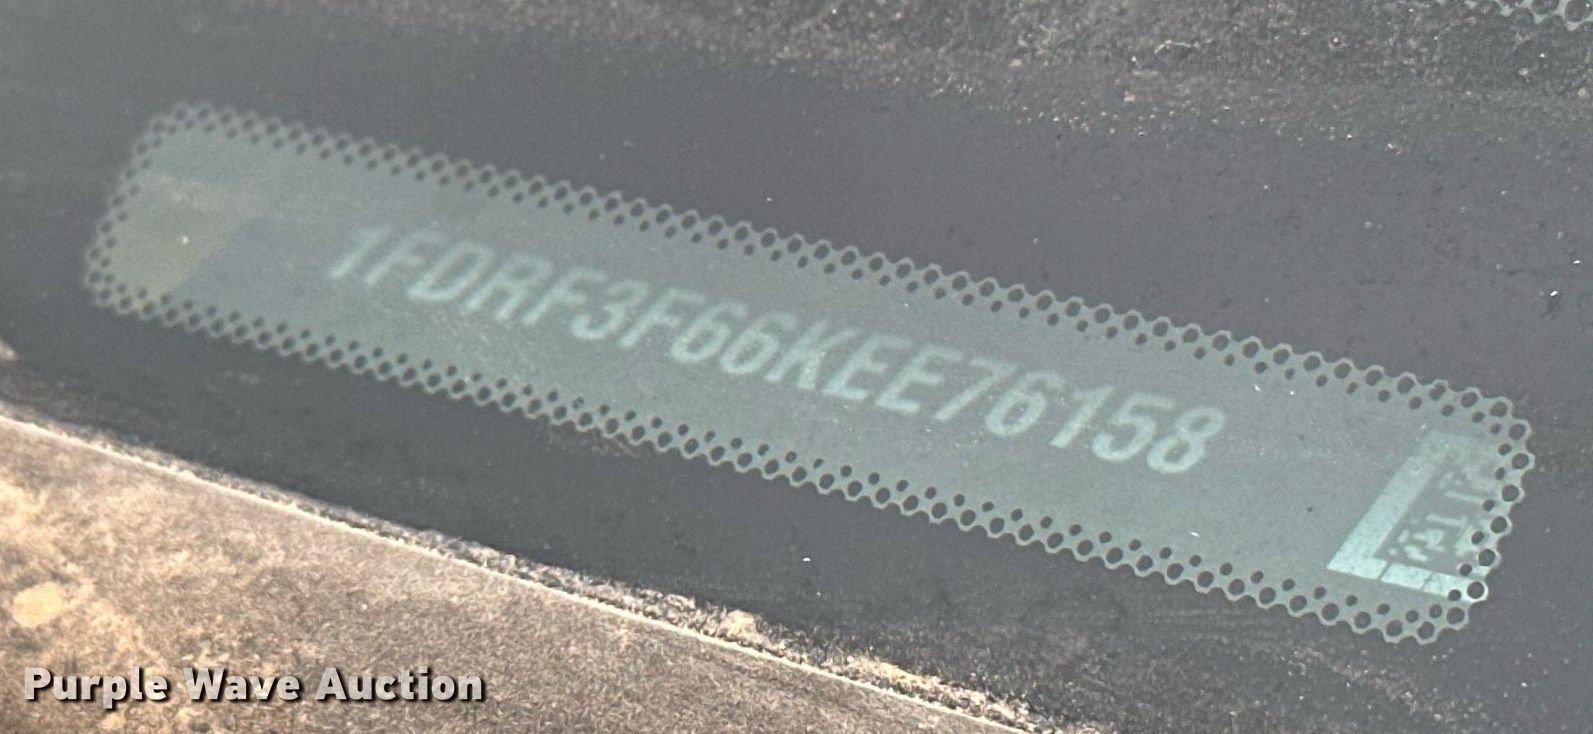 1FDRF3F66KEE76158
Purple Wave Auction